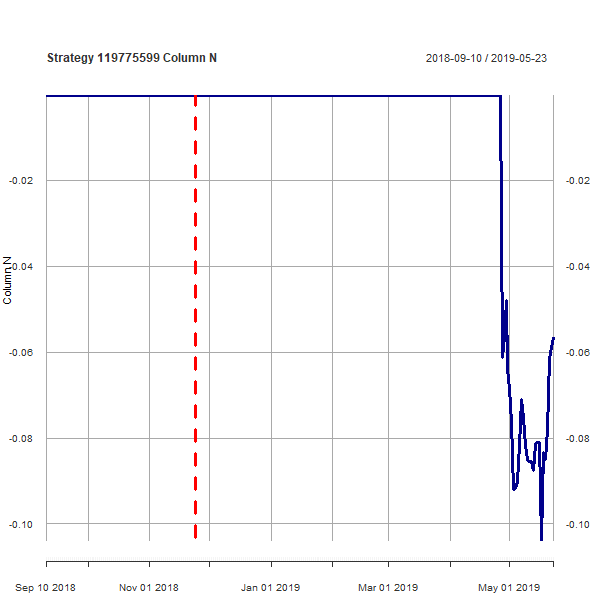 Strategy 119775599 Column N
2018-09-10 / 2019-05-23
-0.02
-0.02
-0.04
-0.04
Column N
-0.06
-0.06
-0.08
-0.08
-0.10
-0.10
Sep 10 2018
Nov 01 2018
Jan 01 2019
Mar 01 2019
May 01 2019